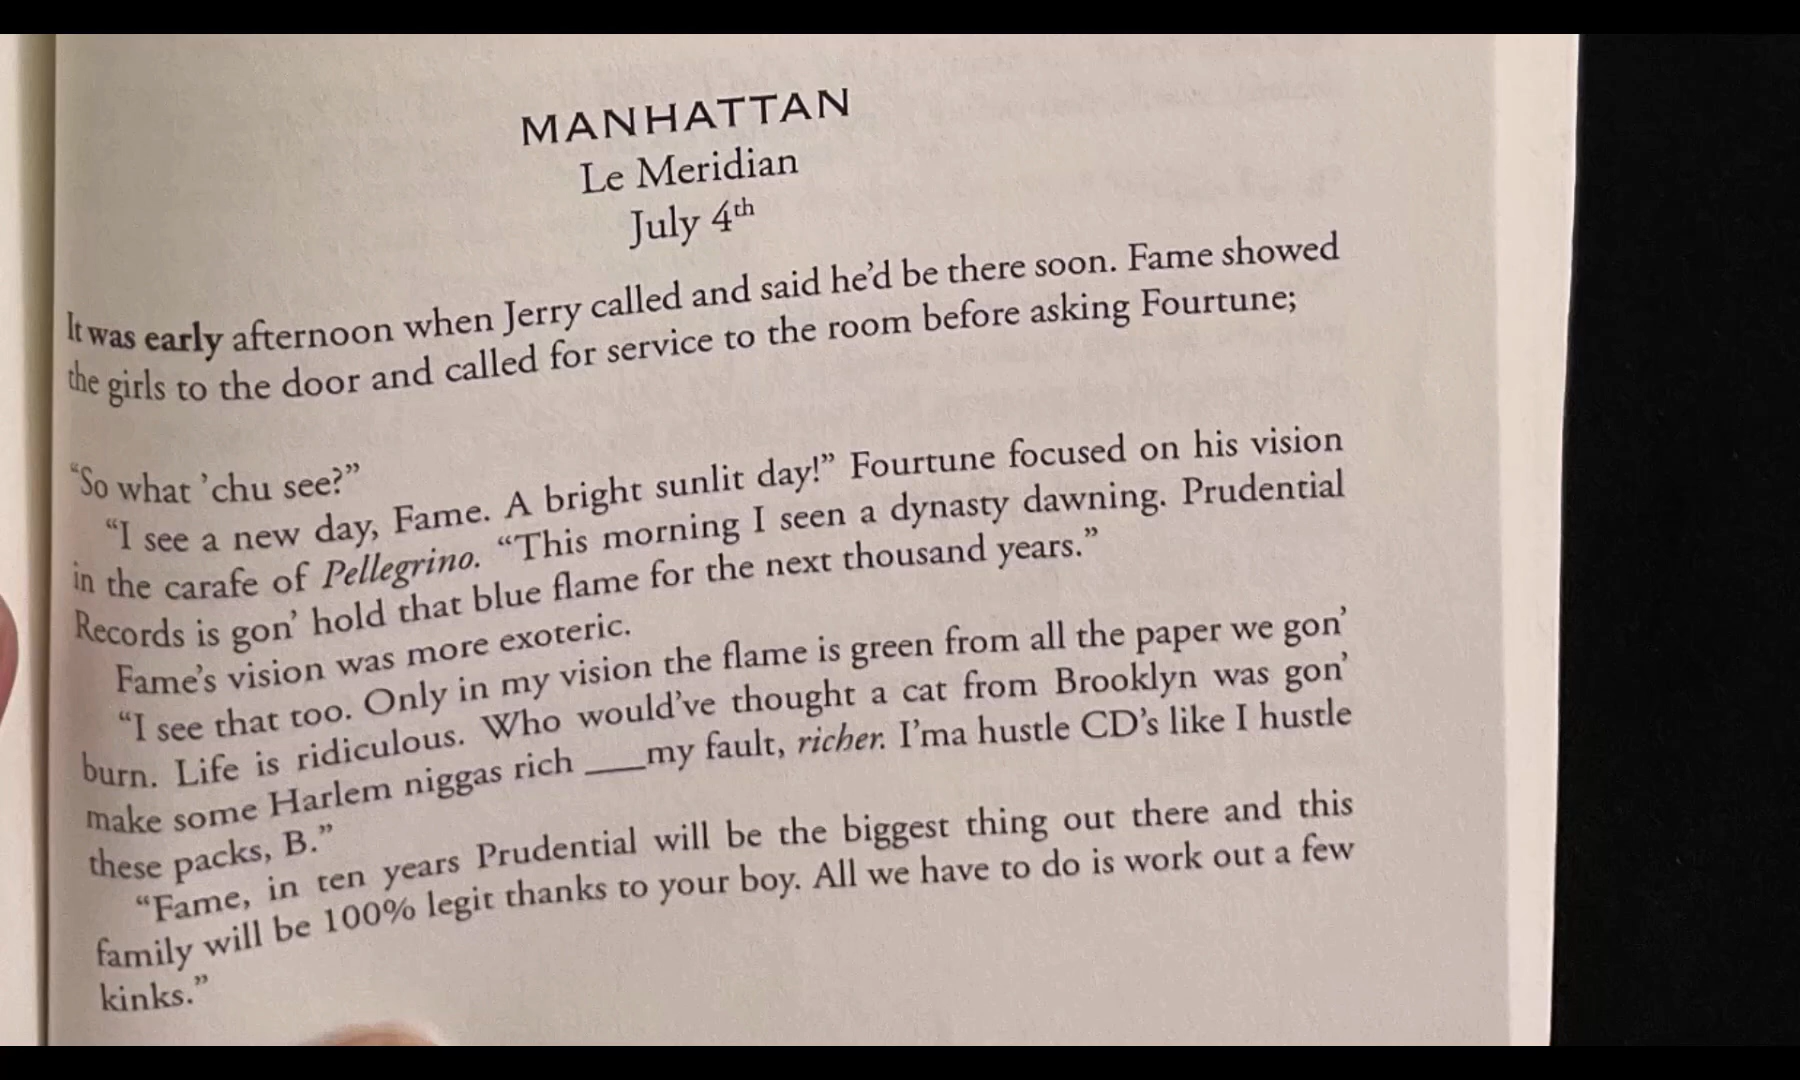 MANHATTAN
Le Meridian
July 4th
It was early afternoon when Jerry called and said he’d be there soon. Fame showed
the girls to the door and called for service to the room before asking Fourtune;
“So what ’chu see?”
“I see a new day, Fame. A bright sunlit day!” Fourtune focused on his vision
in the carafe of Pellegrino. “This morning I seen a dynasty dawning. Prudential
Records is gon’ hold that blue flame for the next thousand years.”
Fame’s vision was more exoteric.
“I see that too. Only in my vision the flame is green from all the paper we gon’
burn. Life is ridiculous. Who would’ve thought a cat from Brooklyn was gon’
make some Harlem niggas rich ___my fault, richer. I’ma hustle CD’s like I hustle
these packs, B.”
“Fame, in ten years Prudential will be the biggest thing out there and this
family will be 100% legit thanks to your boy. All we have to do is work out a few
kinks.”